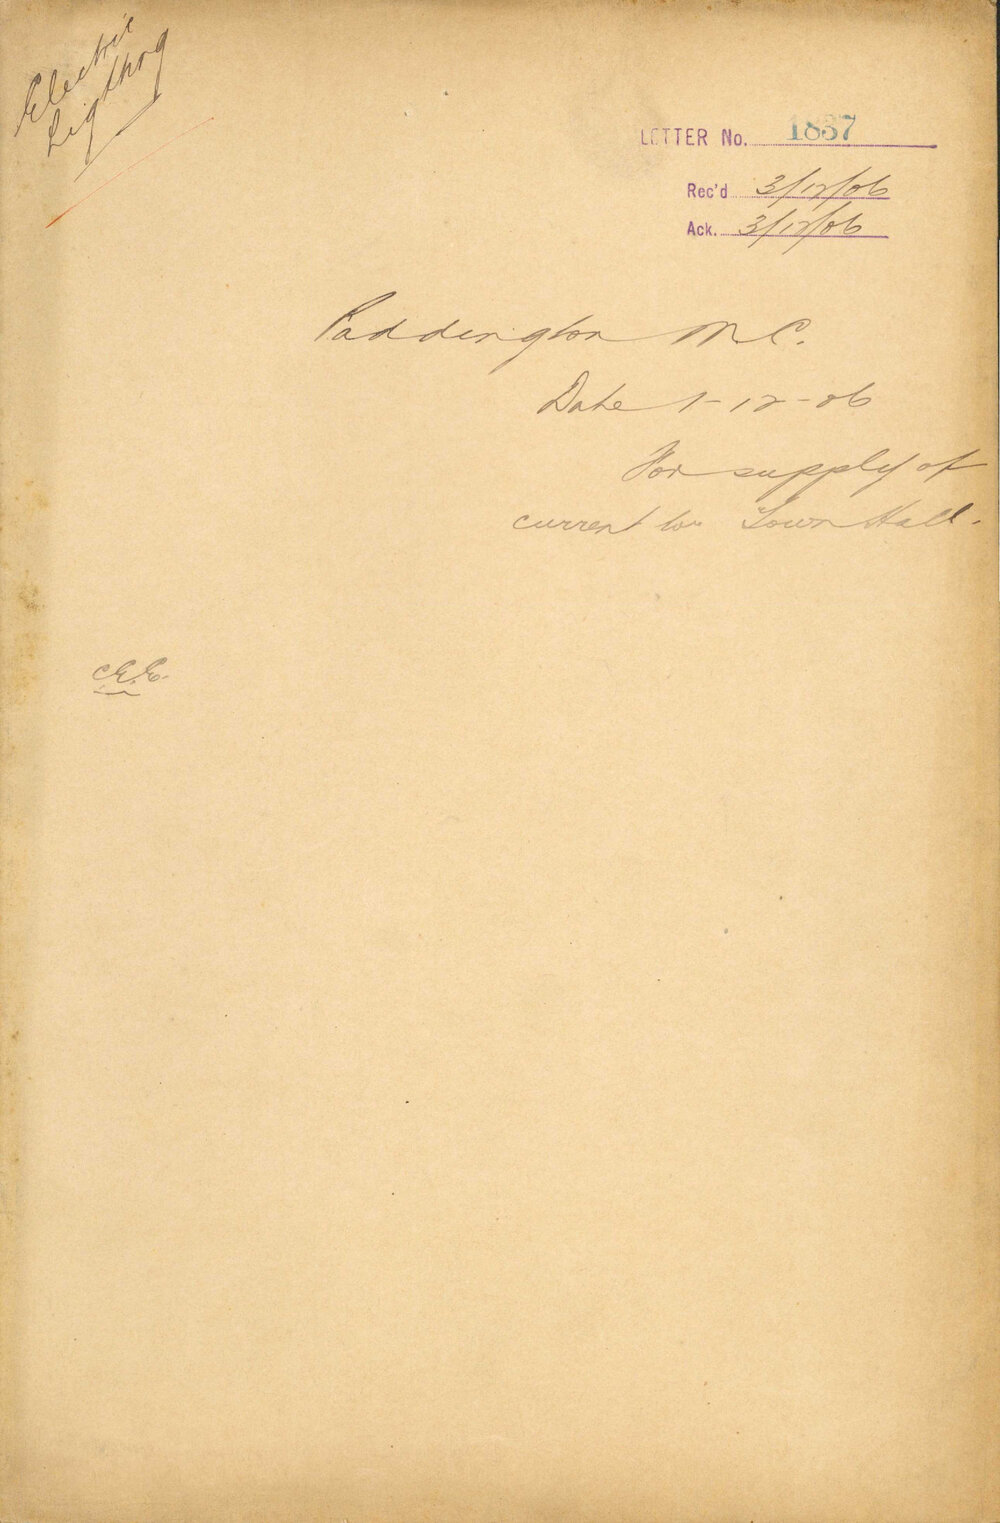 Electric
Ligthng
LETTER No. 1837
Rec'd 3/12/06
Ack. 3/12/06
Paddington M C.
Date 1-12-06
For supply of
current to Town Hall.
C.E.E.